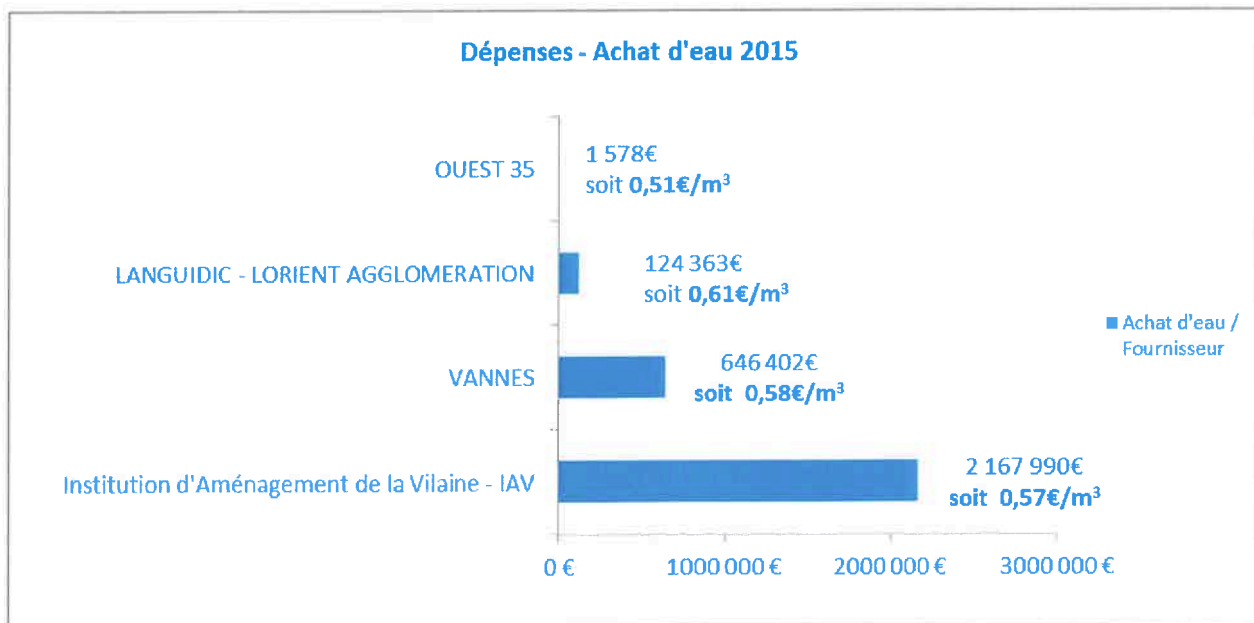 Dépenses - Achat d'eau 2015
OUEST 35
1 578€
soit 0,51€/m³
LANGUIDIC - LORIENT AGGLOMERATION
124 363€
soit 0,61€/m³
VANNES
646 402€
soit 0,58€/m³
Institution d'Aménagement de la Vilaine - IAV
2 167 990€
soit 0,57€/m³
0 € 1000 000 € 2000 000 € 3000 000 €
Achat d'eau /
Fournisseur